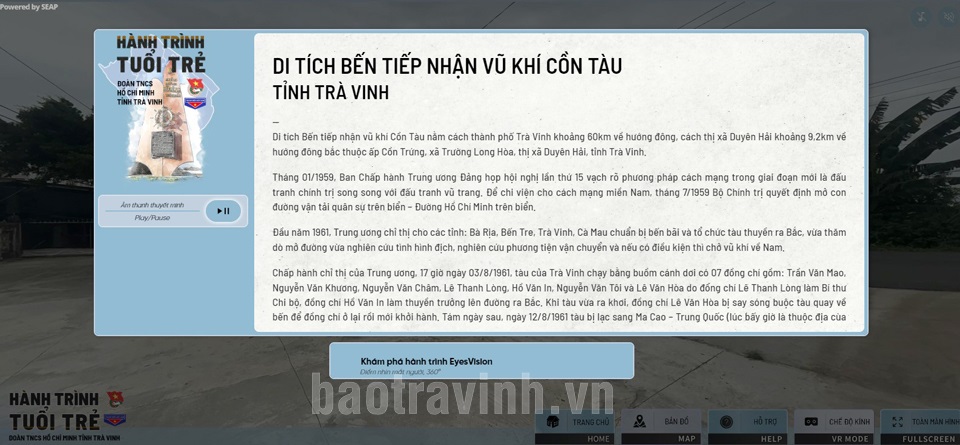 Powered by SEAP
HÀNH TRÌNH
TUỔI TRẺ
ĐOÀN TNCS
HỒ CHÍ MINH
TỈNH TRÀ VINH
Âm thanh thuyết minh
Play/Pause
DI TÍCH BẾN TIẾP NHẬN VŨ KHÍ CỒN TÀU
TỈNH TRÀ VINH
—
Di tích Bến tiếp nhận vũ khí Cồn Tàu nằm cách thành phố Trà Vinh khoảng 60km về hướng đông, cách thị xã Duyên Hải khoảng 9,2km về
hướng đông bắc thuộc ấp Cồn Trứng, xã Trường Long Hòa, thị xã Duyên Hải, tỉnh Trà Vinh.
Tháng 01/1959, Ban Chấp hành Trung ương Đảng họp hội nghị lần thứ 15 vạch rõ phương pháp cách mạng trong giai đoạn mới là đấu
tranh chính trị song song với đấu tranh vũ trang. Để chi viện cho cách mạng miền Nam, tháng 7/1959 Bộ Chính trị quyết định mở con
đường vận tải quân sự trên biển – Đường Hồ Chí Minh trên biển.
Đầu năm 1961, Trung ương chỉ thị cho các tỉnh: Bà Rịa, Bến Tre, Trà Vinh, Cà Mau chuẩn bị bến bãi và tổ chức tàu thuyền ra Bắc, vừa thăm
dò mở đường vừa nghiên cứu tình hình địch, nghiên cứu phương tiện vận chuyển và nếu có điều kiện thì chở vũ khí về Nam.
Chấp hành chỉ thị của Trung ương, 17 giờ ngày 03/8/1961, tàu của Trà Vinh chạy bằng buồm cánh dơi có 07 đồng chí gồm: Trần Văn Mao,
Nguyễn Văn Khương, Nguyễn Văn Châm, Lê Thanh Lòng, Hồ Văn In, Nguyễn Văn Tôi và Lê Văn Hòa do đồng chí Lê Thanh Lòng làm Bí thư
Chi bộ, đồng chí Hồ Văn In làm thuyền trưởng lên đường ra Bắc. Khi tàu vừa ra khơi, đồng chí Lê Văn Hòa bị say sóng buộc tàu quay về
bến để đồng chí ở lại rồi mới khởi hành. Tám ngày sau, ngày 12/8/1961 tàu bị lạc sang Ma Cao – Trung Quốc (lúc bấy giờ là thuộc địa của
Khám phá hành trình EyesVision
Điểm nhìn mắt người, 360°
baotravinh.vn
HÀNH TRÌNH
TUỔI TRẺ
ĐOÀN TNCS HỒ CHÍ MINH TỈNH TRÀ VINH
TRANG CHỦ
HOME
BẢN ĐỒ
MAP
HỖ TRỢ
HELP
CHẾ ĐỘ KÍNH
VR MODE
TOÀN MÀN HÌNH
FULLSCREEN